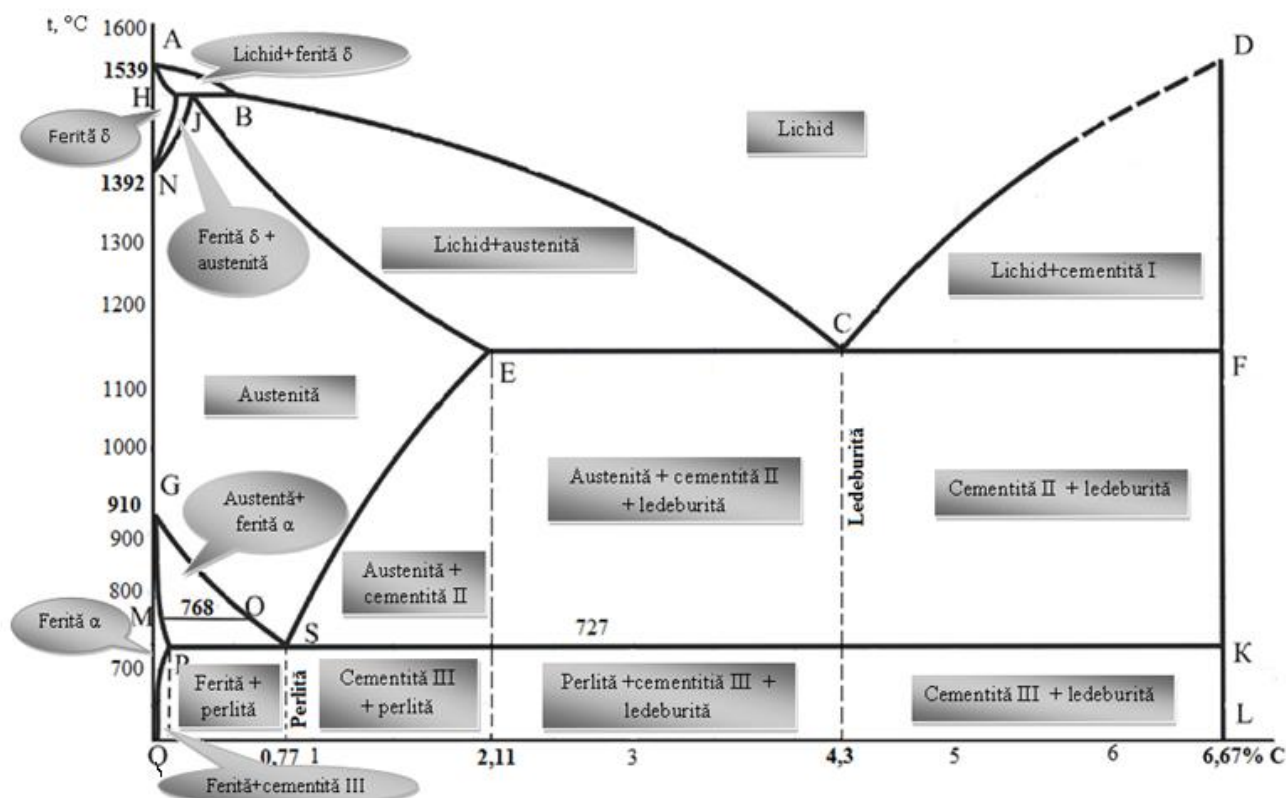 t, °C
1600
A
Lichid+ferită δ
D
1539
H
B
J
Ferită δ
Lichid
N
1392
Ferită δ +
austenită
1300
Lichid+austenită
Lichid+cementită I
1200
C
E
F
1100
Austenită
1000
G
910
Austentă+
ferită α
Austenită + cementită II
+ ledeburită
Ledeburită
Cementită II + ledeburită
900
800
Austenită +
cementită II
M
768
O
Ferită α
S
727
K
700
P
Ferită +
perlită
Perlită
Cementită III
+ perlită
Perlită +cementitiă III +
ledeburită
Cementită III + ledeburită
L
Q
0,77
1
2,11
3
4,3
5
6
6,67% C
Ferită+cementită III